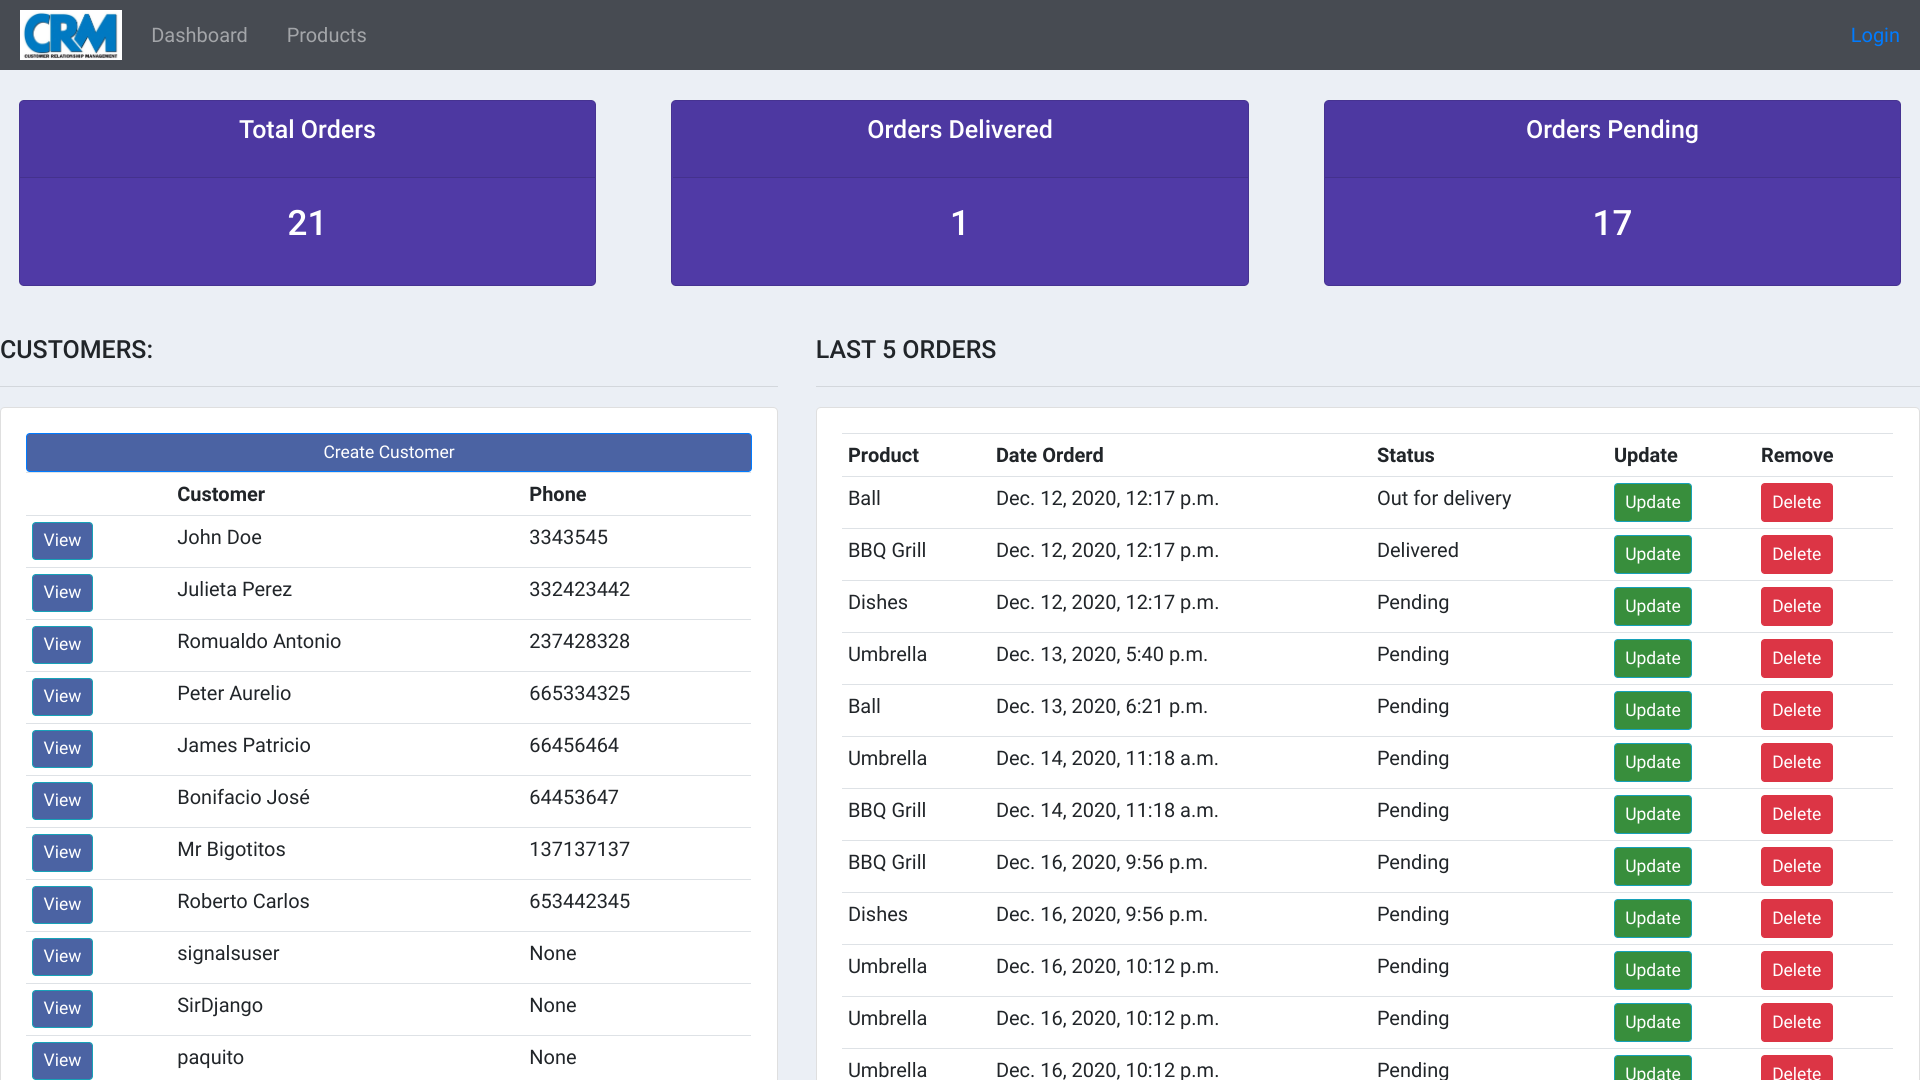 CRM
CUSTOMER RELATIONSHIP MANAGEMENT
Dashboard Products Login
Total Orders
21
Orders Delivered
1
Orders Pending
17
CUSTOMERS:
Create Customer
Customer Phone
View John Doe 3343545
View Julieta Perez 332423442
View Romualdo Antonio 237428328
View Peter Aurelio 665334325
View James Patricio 66456464
View Bonifacio José 64453647
View Mr Bigotitos 137137137
View Roberto Carlos 653442345
View signalsuser None
View SirDjango None
View paquito None
LAST 5 ORDERS
Product Date Orderd Status Update Remove
Ball Dec. 12, 2020, 12:17 p.m. Out for delivery Update Delete
BBQ Grill Dec. 12, 2020, 12:17 p.m. Delivered Update Delete
Dishes Dec. 12, 2020, 12:17 p.m. Pending Update Delete
Umbrella Dec. 13, 2020, 5:40 p.m. Pending Update Delete
Ball Dec. 13, 2020, 6:21 p.m. Pending Update Delete
Umbrella Dec. 14, 2020, 11:18 a.m. Pending Update Delete
BBQ Grill Dec. 14, 2020, 11:18 a.m. Pending Update Delete
BBQ Grill Dec. 16, 2020, 9:56 p.m. Pending Update Delete
Dishes Dec. 16, 2020, 9:56 p.m. Pending Update Delete
Umbrella Dec. 16, 2020, 10:12 p.m. Pending Update Delete
Umbrella Dec. 16, 2020, 10:12 p.m. Pending Update Delete
Umbrella Dec. 16, 2020, 10:12 p.m. Pending Update Delete